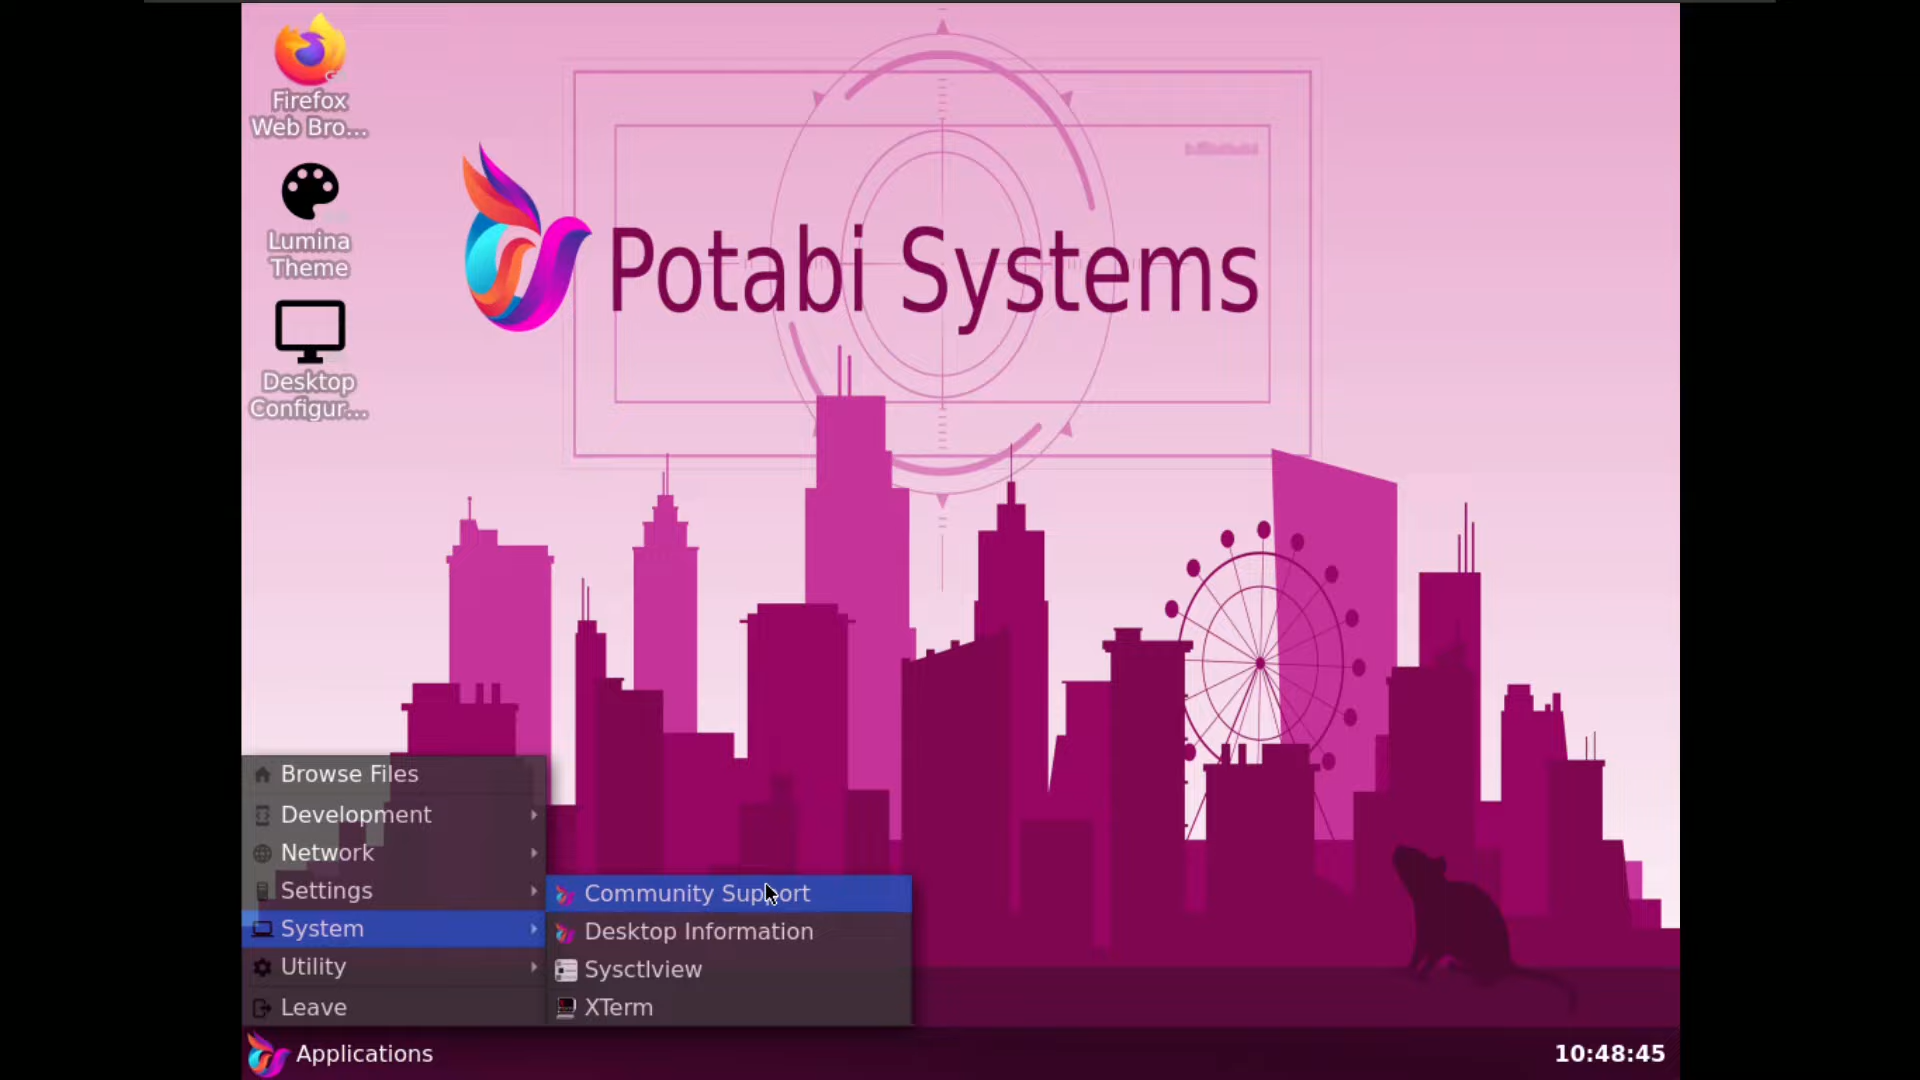 Firefox
Web Bro...
Lumina
Theme
Desktop
Configur...
Potabi Systems
Browse Files
Development
Network
Settings
System
Utility
Leave
Community Support
Desktop Information
Sysctlview
XTerm
Applications
10:48:45